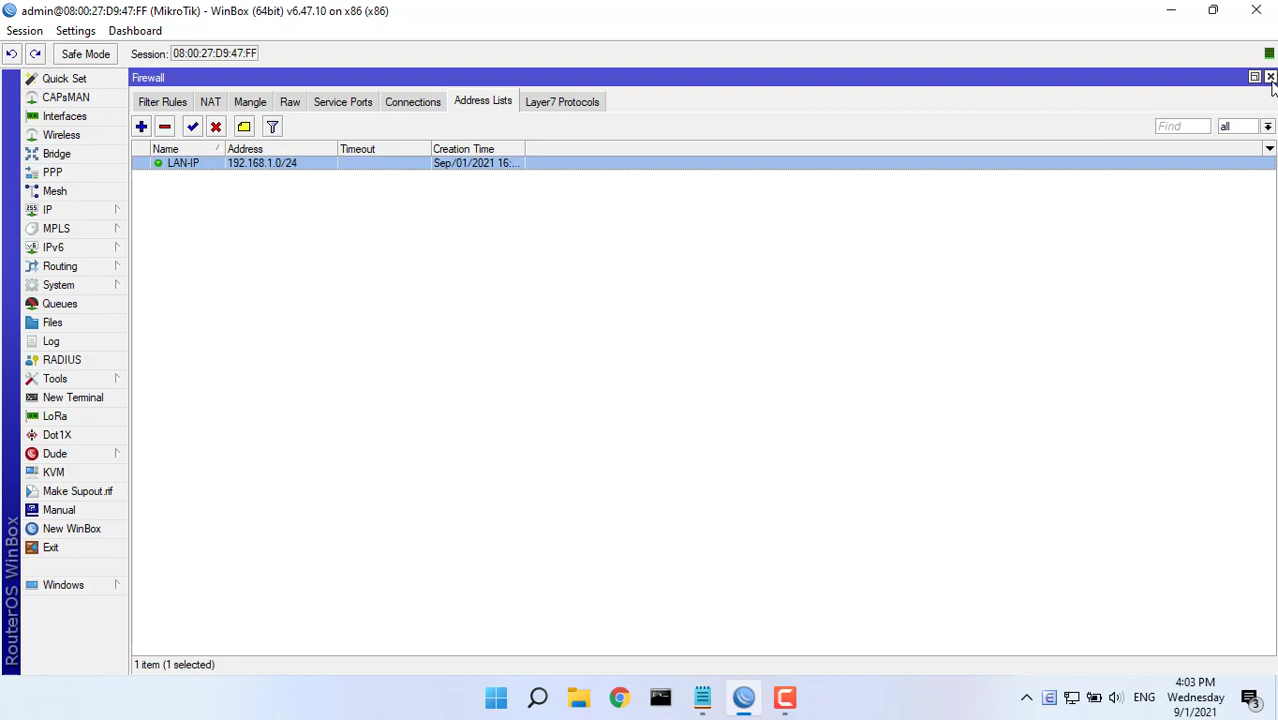 admin@08:00:27:D9:47:FF (MikroTik) - WinBox (64bit) v6.47.10 on x86 (x86)
Session Settings Dashboard
Safe Mode Session: 08:00:27:D9:47:FF
Firewall
Filter Rules NAT Mangle Raw Service Ports Connections Address Lists Layer7 Protocols
Find all
Name Address Timeout Creation Time
LAN-IP 192.168.1.0/24 Sep/01/2021 16:...
Quick Set
CAPsMAN
Interfaces
Wireless
Bridge
PPP
Mesh
255
IP
MPLS
v6
IPv6
Routing
System
Queues
Files
Log
RADIUS
Tools
New Terminal
LoRa
Dot1X
Dude
KVM
Make Supout.rif
Manual
New WinBox
Exit
Windows
RouterOS WinBox
1 item (1 selected)
ENG
4:03 PM
Wednesday
9/1/2021
3